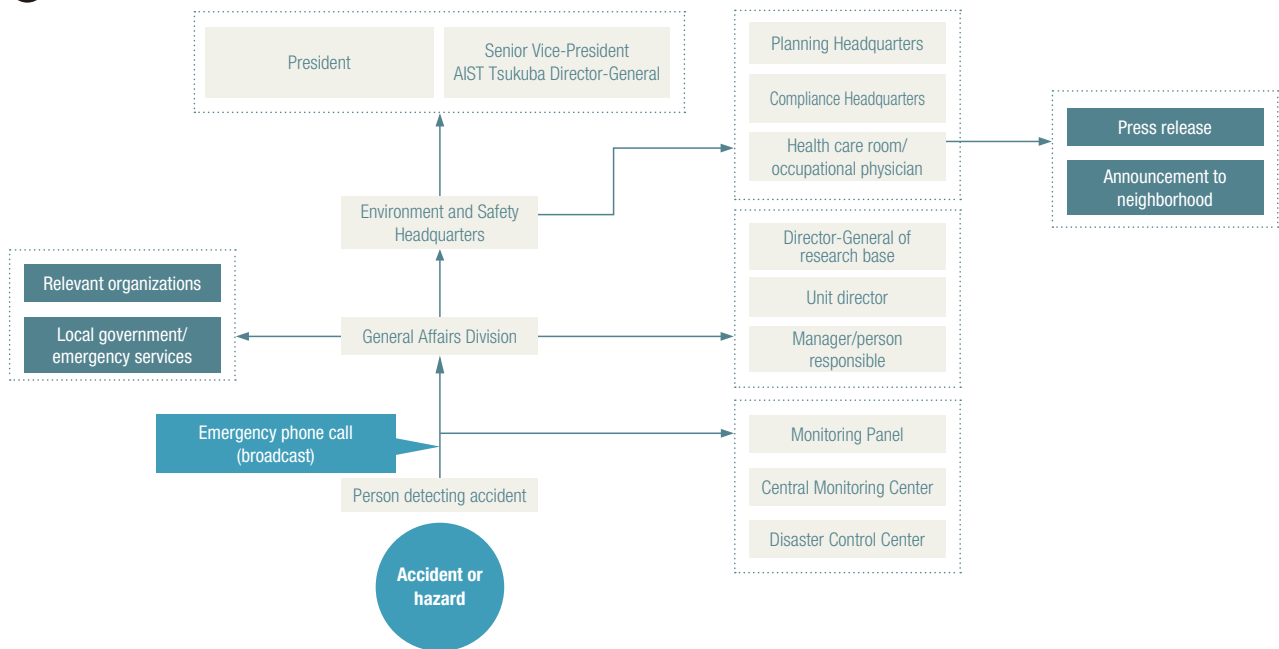 President
Senior Vice-President
AIST Tsukuba Director-General
Planning Headquarters
Compliance Headquarters
Health care room/
occupational physician
Press release
Announcement to
neighborhood
Environment and Safety
Headquarters
Director-General of
research base
Unit director
Manager/person
responsible
Relevant organizations
Local government/
emergency services
General Affairs Division
Emergency phone call
(broadcast)
Monitoring Panel
Central Monitoring Center
Disaster Control Center
Person detecting accident
Accident or
hazard